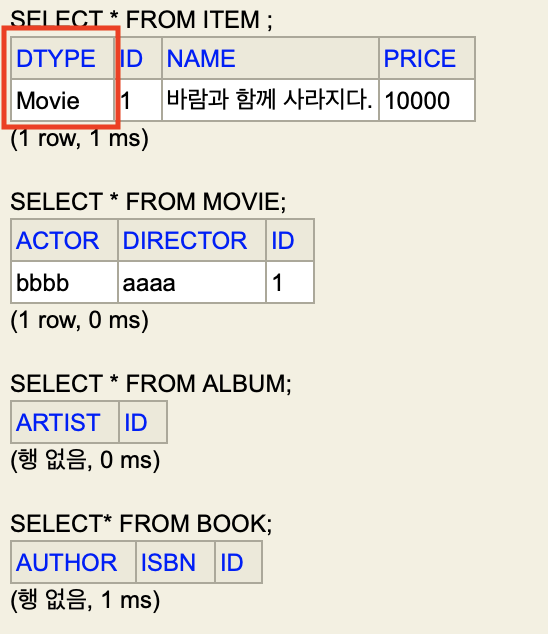 SELECT * FROM ITEM ;
DTYPE ID NAME PRICE
Movie 1 바람과 함께 사라지다. 10000
(1 row, 1 ms)
SELECT * FROM MOVIE;
ACTOR DIRECTOR ID
bbbb aaaa 1
(1 row, 0 ms)
SELECT * FROM ALBUM;
ARTIST ID
(행 없음, 0 ms)
SELECT* FROM BOOK;
AUTHOR ISBN ID
(행 없음, 1 ms)